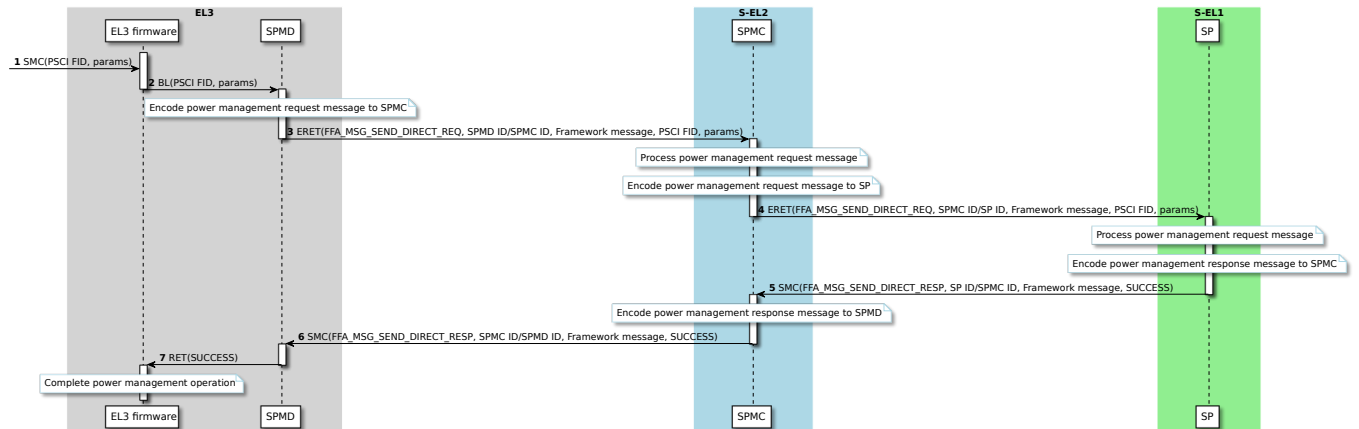 EL3
S-EL2
S-EL1
EL3 firmware
SPMD
SPMC
SP
1 SMC(PSCI FID, params)
2 BL(PSCI FID, params)
Encode power management request message to SPMC
3 ERET(FFA_MSG_SEND_DIRECT_REQ, SPMD ID/SPMC ID, Framework message, PSCI FID, params)
Process power management request message
Encode power management request message to SP
4 ERET(FFA_MSG_SEND_DIRECT_REQ, SPMC ID/SP ID, Framework message, PSCI FID, params)
Process power management request message
Encode power management response message to SPMC
5 SMC(FFA_MSG_SEND_DIRECT_RESP, SP ID/SPMC ID, Framework message, SUCCESS)
Encode power management response message to SPMD
6 SMC(FFA_MSG_SEND_DIRECT_RESP, SPMC ID/SPMD ID, Framework message, SUCCESS)
7 RET(SUCCESS)
Complete power management operation
EL3 firmware
SPMD
SPMC
SP